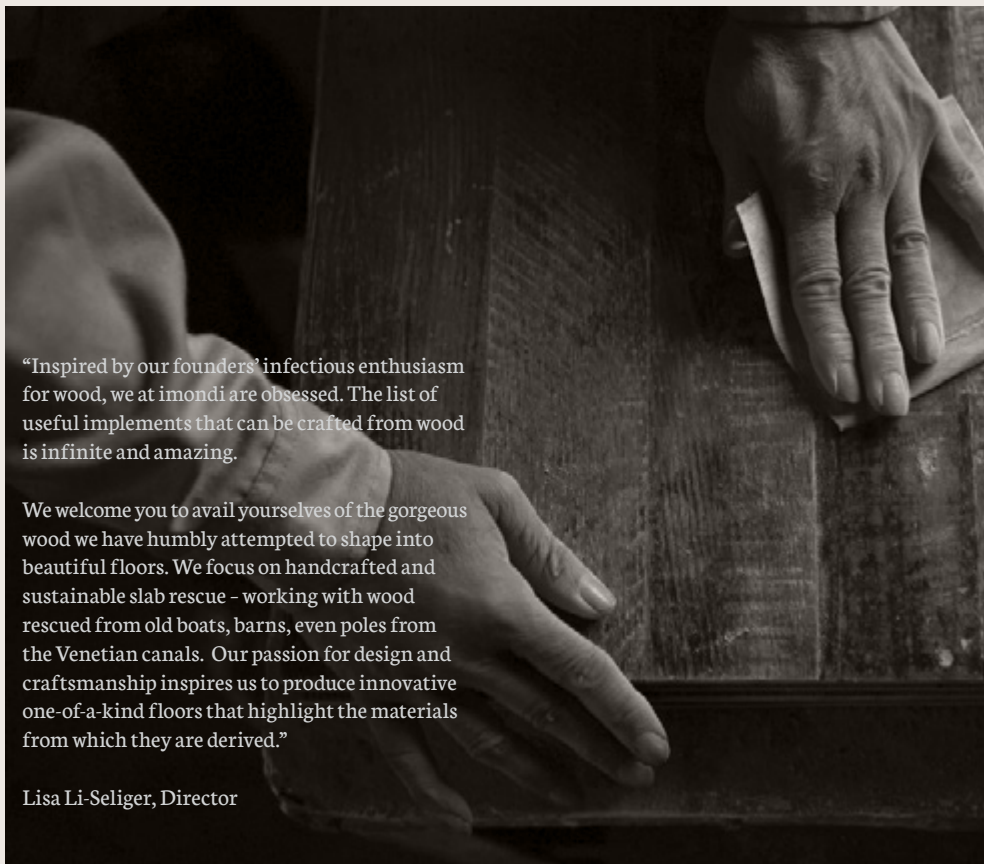 “Inspired by our founders’ infectious enthusiasm
for wood, we at imondi are obsessed. The list of
useful implements that can be crafted from wood
is infinite and amazing.
We welcome you to avail yourselves of the gorgeous
wood we have humbly attempted to shape into
beautiful floors. We focus on handcrafted and
sustainable slab rescue – working with wood
rescued from old boats, barns, even poles from
the Venetian canals.  Our passion for design and
craftsmanship inspires us to produce innovative
one-of-a-kind floors that highlight the materials
from which they are derived.”
Lisa Li-Seliger, Director